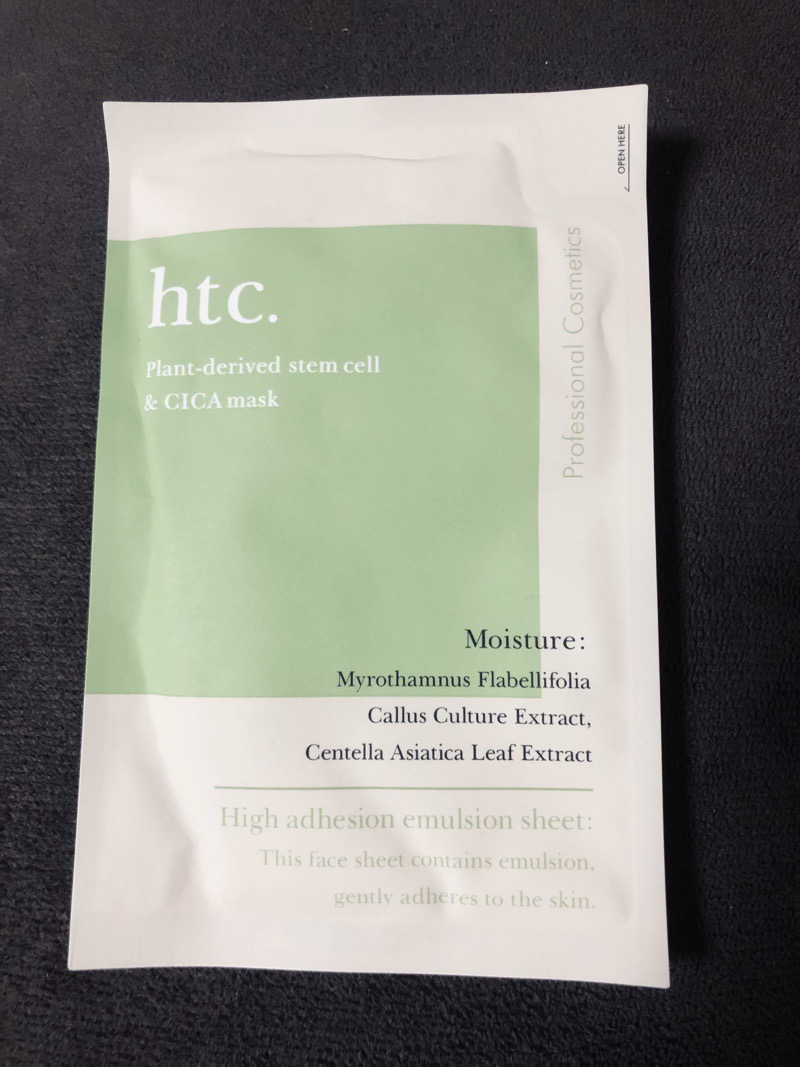 OPEN HERE
htc.
Plant-derived stem cell
& CICA mask
Professional Cosmetics
Moisture:
Myrothamnus Flabellifolia
Callus Culture Extract,
Centella Asiatica Leaf Extract
High adhesion emulsion sheet:
This face sheet contains emulsion,
gently adheres to the skin.